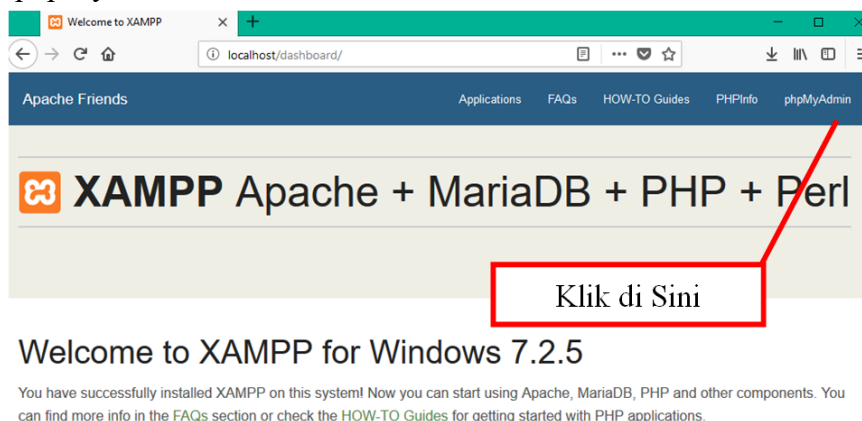 Welcome to XAMPP
localhost/dashboard/
Apache Friends
Applications FAQs HOW-TO Guides PHPInfo phpMyAdmin
XAMPP Apache + MariaDB + PHP + Perl
Klik di Sini
Welcome to XAMPP for Windows 7.2.5
You have successfully installed XAMPP on this system! Now you can start using Apache, MariaDB, PHP and other components. You
can find more info in the FAQs section or check the HOW-TO Guides for getting started with PHP applications.